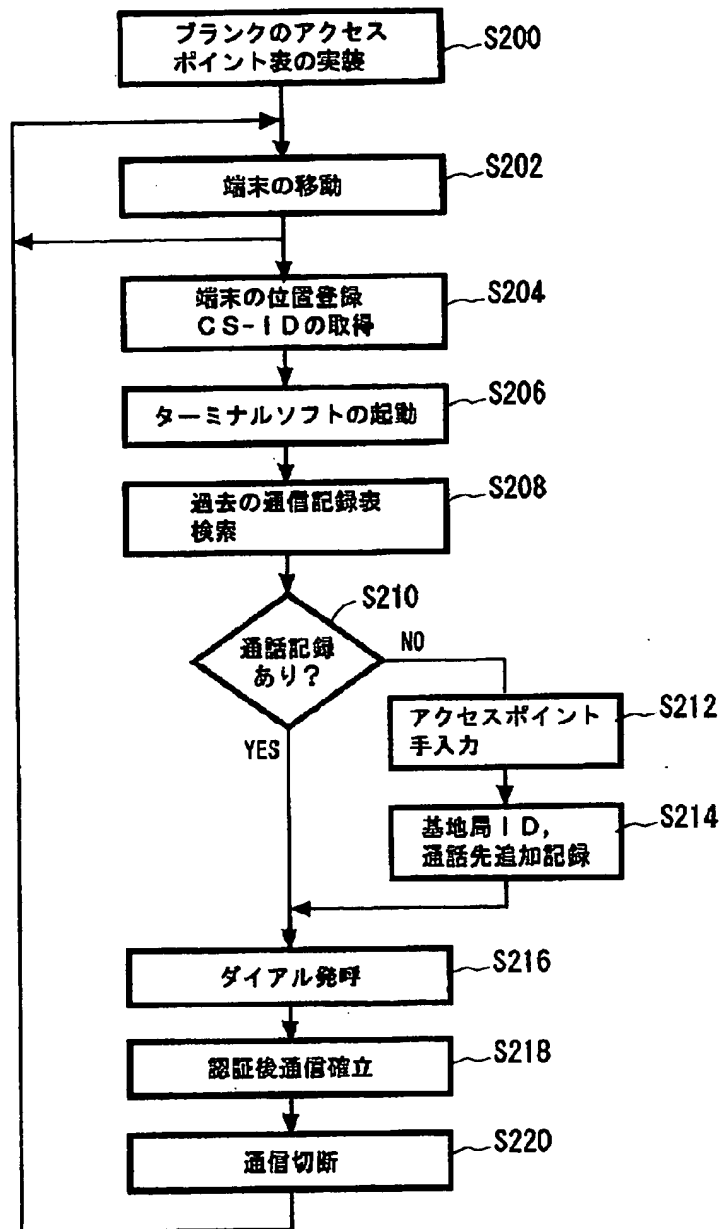 ブランクのアクセス
ポイント表の実装
S200
端末の移動
S202
端末の位置登録
CS-IDの取得
S204
ターミナルソフトの起動
S206
過去の通信記録表
検索
S208
S210
通話記録
あり?
NO
YES
アクセスポイント
手入力
S212
基地局ID,
通話先追加記録
S214
ダイアル発呼
S216
認証後通信確立
S218
通信切断
S220